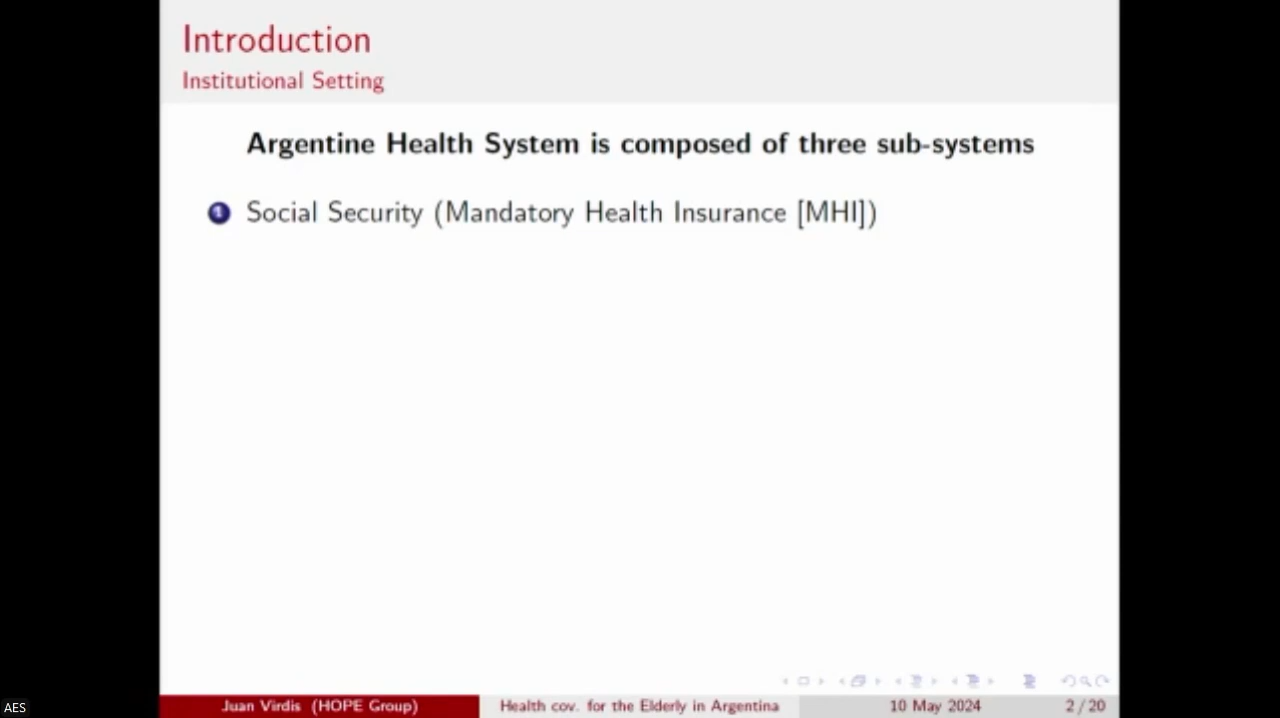 Introduction
Institutional Setting
Argentine Health System is composed of three sub-systems
1 Social Security (Mandatory Health Insurance [MHI])
AES
Juan Virdis (HOPE Group)
Health cov. for the Elderly in Argentina
10 May 2024
2 / 20